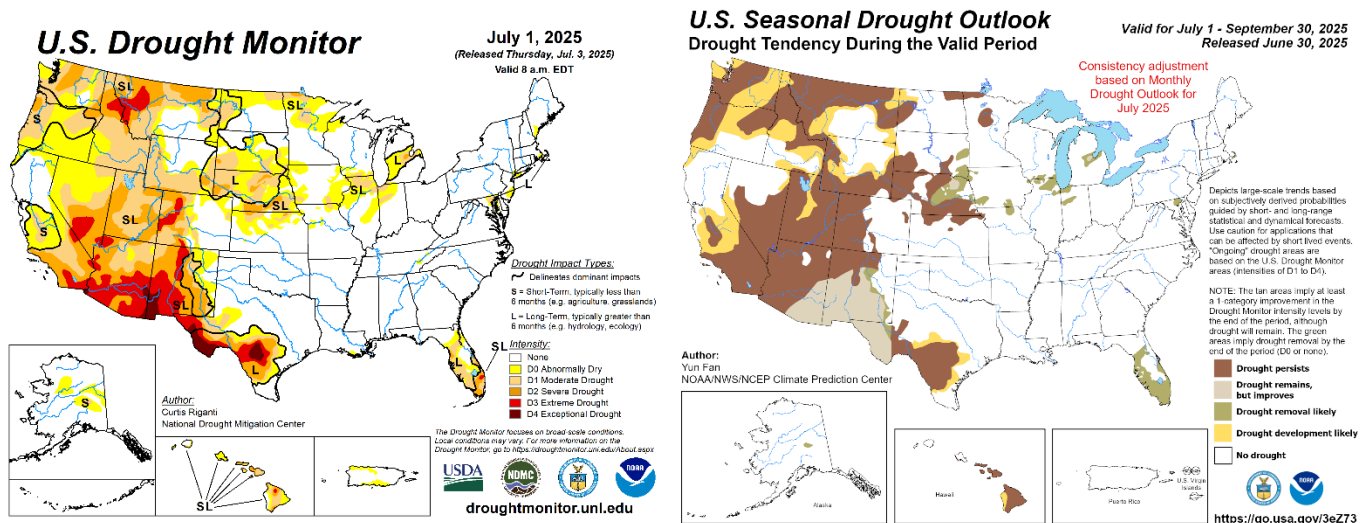 U.S. Drought Monitor
July 1, 2025
(Released Thursday, Jul. 3, 2025)
Valid 8 a.m. EDT
SL
SL
S
L
L
SL
L
SL
SL
S
SL
L
L
SL
S
SL
Drought Impact Types:
Delineates dominant impacts
S = Short-Term, typically less than
6 months (e.g. agriculture, grasslands)
L = Long-Term, typically greater than
6 months (e.g. hydrology, ecology)
Intensity:
None
D0 Abnormally Dry
D1 Moderate Drought
D2 Severe Drought
D3 Extreme Drought
D4 Exceptional Drought
Author:
Curtis Riganti
National Drought Mitigation Center
The Drought Monitor focuses on broad-scale conditions.
Local conditions may vary. For more information on the
Drought Monitor, go to https://droughtmonitor.unl.edu/About.aspx
USDA
NDMC
NOAA
droughtmonitor.unl.edu
U.S. Seasonal Drought Outlook
Drought Tendency During the Valid Period
Valid for July 1 - September 30, 2025
Released June 30, 2025
Consistency adjustment
based on Monthly
Drought Outlook for
July 2025
Depicts large-scale trends based
on subjectively derived probabilities
guided by short- and long-range
statistical and dynamical forecasts.
Use caution for applications that
can be affected by short lived events.
"Ongoing" drought areas are
based on the U.S. Drought Monitor
areas (intensities of D1 to D4).
NOTE: The tan areas imply at least
a 1-category improvement in the
Drought Monitor intensity levels by
the end of the period, although
drought will remain. The green
areas imply drought removal by the
end of the period (D0 or none).
Author:
Yun Fan
NOAA/NWS/NCEP Climate Prediction Center
Drought persists
Drought remains,
but improves
Drought removal likely
Drought development likely
No drought
Alaska
Hawaii
Puerto Rico
U.S. Virgin
Islands
NOAA
https://go.usa.gov/3eZ73